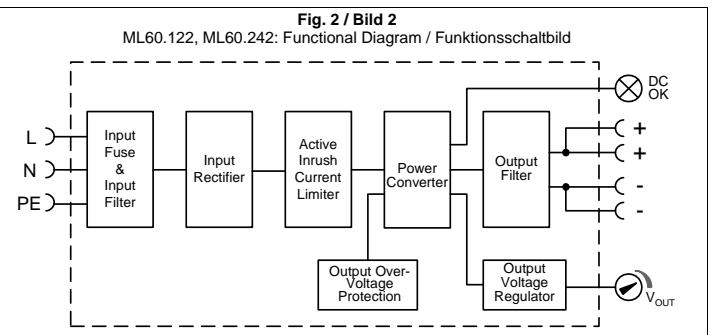 Fig. 2 / Bild 2
ML60.122, ML60.242: Functional Diagram / Funktionsschaltbild
DC
OK
L
N
PE
Input
Fuse
&
Input
Filter
Input
Rectifier
Active
Inrush
Current
Limiter
Power
Converter
Output
Filter
+
+
-
-
Output Over-
Voltage
Protection
Output
Voltage
Regulator
VOUT